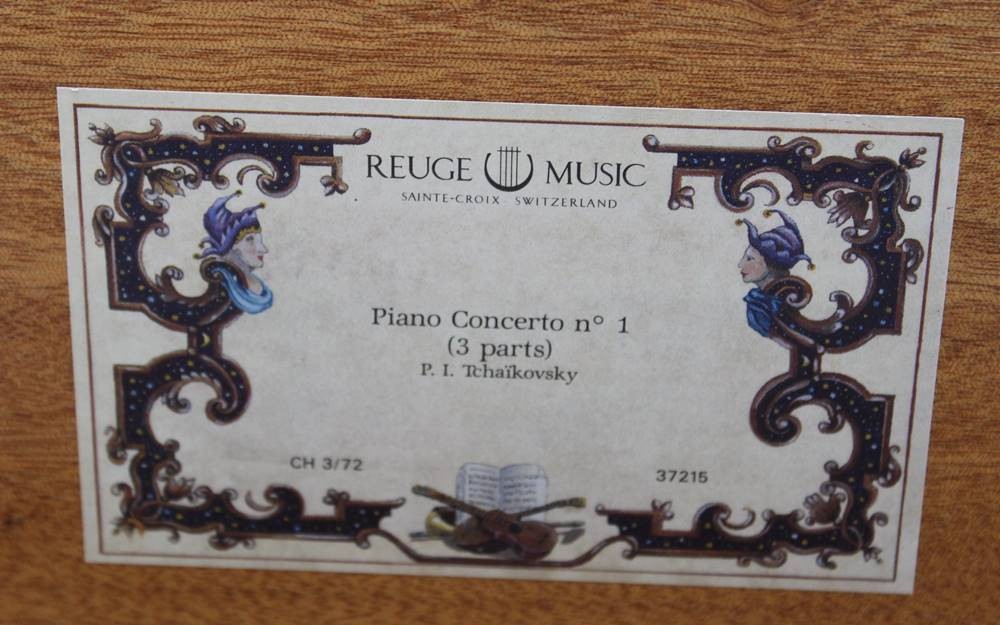 REUGE MUSIC
SAINTE-CROIX SWITZERLAND
Piano Concerto n° 1
(3 parts)
P. I. Tchaïkovsky
CH 3/72
37215